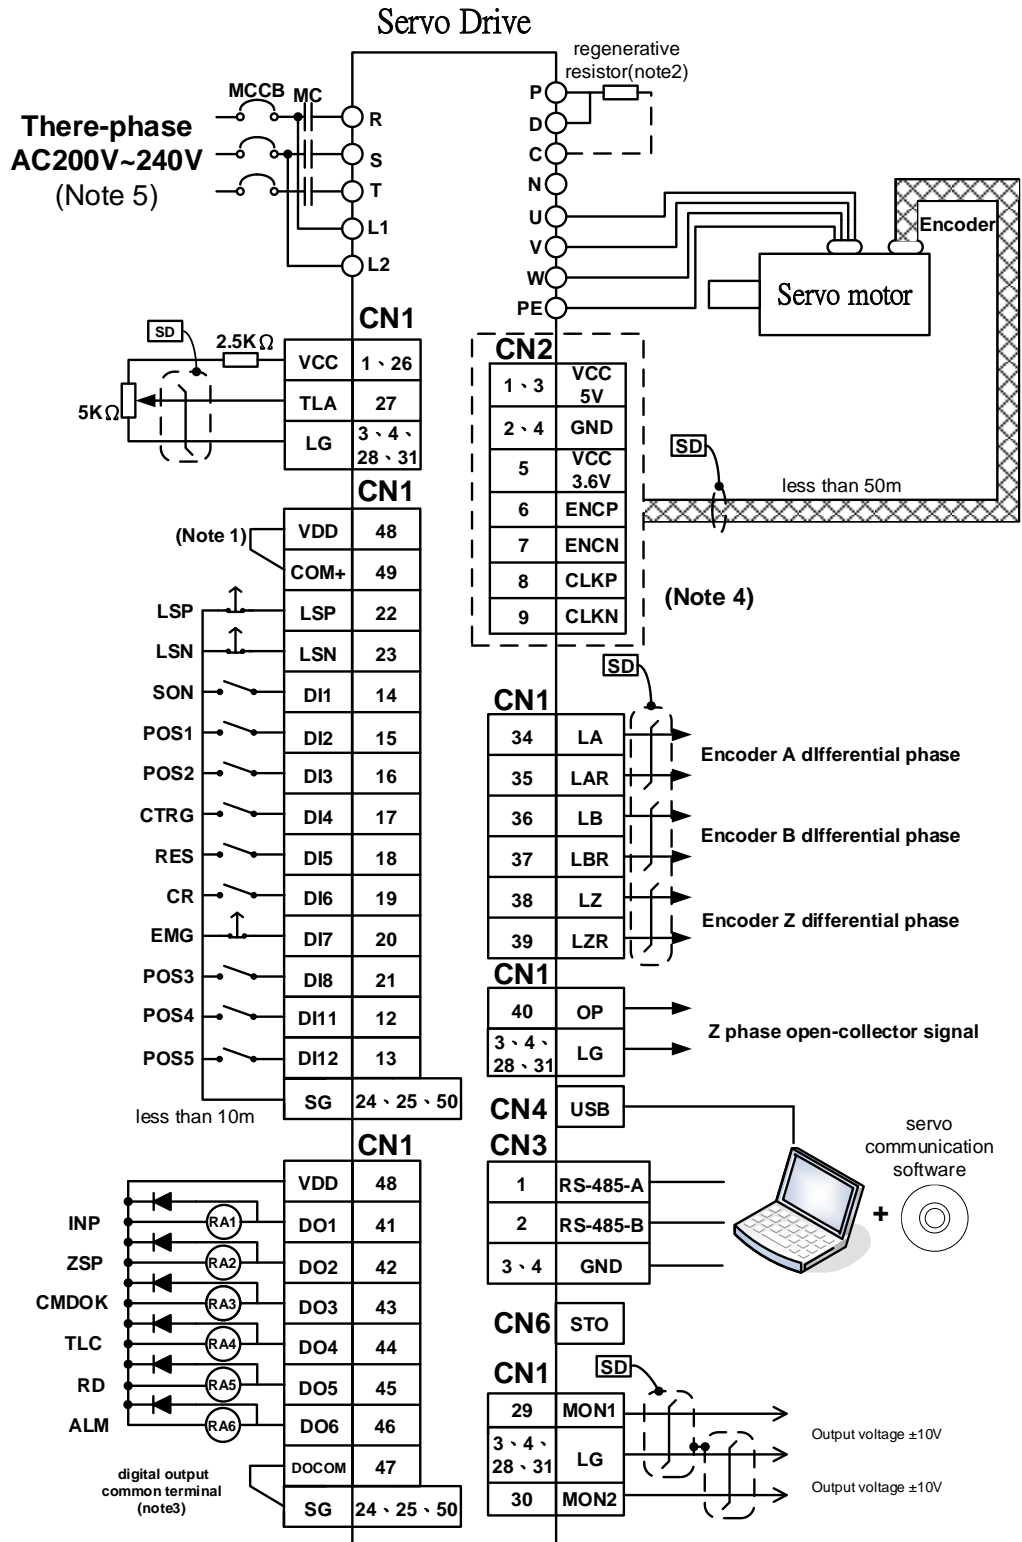 Servo Drive
MCCB
MC
There-phase
AC200V~240V
(Note 5)
R
S
T
L1
L2
regenerative
resistor(note2)
P
D
C
N
U
V
W
PE
Encoder
Servo motor
CN1
SD
2.5KΩ
5KΩ
VCC 1、26
TLA 27
LG 3、4、
28、31
CN1
(Note 1)
VDD 48
COM+ 49
LSP LSP 22
LSN LSN 23
SON DI1 14
POS1 DI2 15
POS2 DI3 16
CTRG DI4 17
RES DI5 18
CR DI6 19
EMG DI7 20
POS3 DI8 21
POS4 DI11 12
POS5 DI12 13
SG 24、25、50
less than 10m
CN1
VDD 48
INP RA1 DO1 41
ZSP RA2 DO2 42
CMDOK RA3 DO3 43
TLC RA4 DO4 44
RD RA5 DO5 45
ALM RA6 DO6 46
DOCOM 47
SG 24、25、50
digital output
common terminal
(note3)
CN2
1、3 VCC
5V
2、4 GND
5 VCC
3.6V
6 ENCP
7 ENCN
8 CLKP
9 CLKN
SD
less than 50m
(Note 4)
SD
CN1
34 LA
35 LAR
Encoder A dIfferential phase
36 LB
37 LBR
Encoder B dIfferential phase
38 LZ
39 LZR
Encoder Z differential phase
CN1
40 OP
3、4、
28、31 LG
Z phase open-collector signal
CN4 USB
CN3
1 RS-485-A
2 RS-485-B
3、4 GND
servo
communication
software
+
CN6 STO
CN1
SD
29 MON1
3、4、
28、31 LG
30 MON2
Output voltage ±10V
Output voltage ±10V